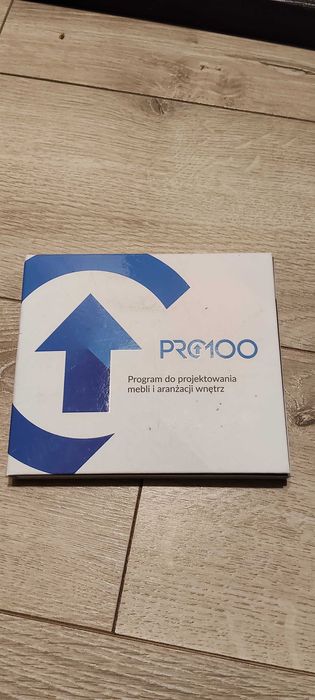 PRO100
Program do projektowania
mebli i aranżacji wnętrz